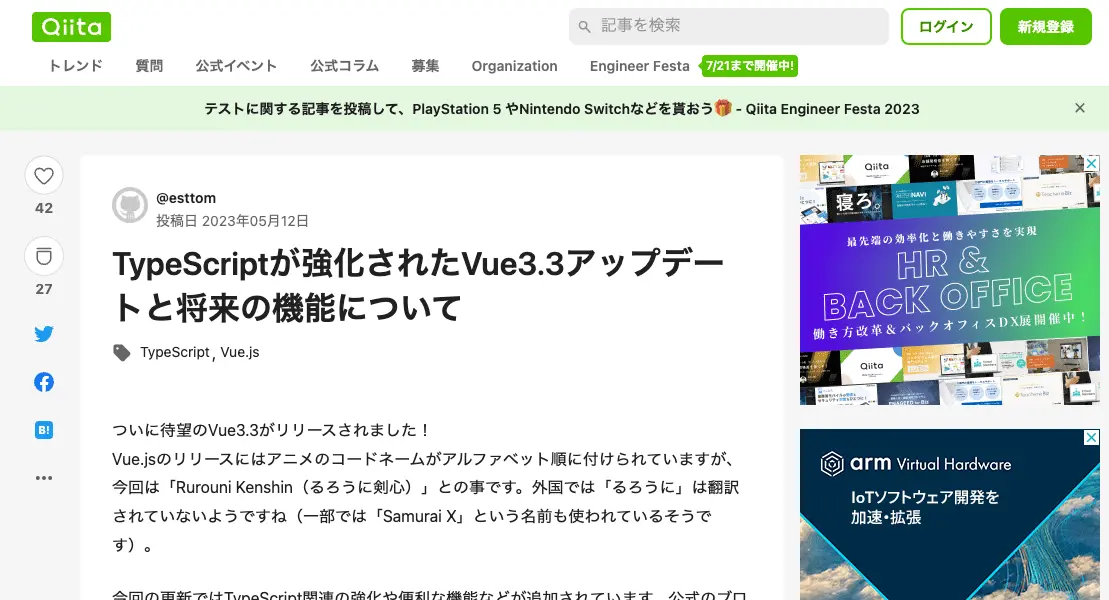 Qiita
記事を検索
ログイン
新規登録
トレンド
質問
公式イベント
公式コラム
募集
Organization
Engineer Festa
7/21まで開催中!
テストに関する記事を投稿して、PlayStation 5 やNintendo Switchなどを貰おう🎁 - Qiita Engineer Festa 2023
42
27
B!
@esttom
投稿日 2023年05月12日
TypeScriptが強化されたVue3.3アップデー
トと将来の機能について
TypeScript, Vue.js
ついに待望のVue3.3がリリースされました！
Vue.jsのリリースにはアニメのコードネームがアルファベット順に付けられていますが、
今回は「Rurouni Kenshin（るろうに剣心）」との事です。外国では「るろうに」は翻訳
されていないようですね（一部では「Samurai X」という名前も使われているそうで
す）。
今回の更新ではTypeScript関連の強化や便利な機能などが追加されています。公式のブロ
Qiita
寝ろ。
最先端の効率化と働きやすさを実現
HR &
BACK OFFICE
働き方改革&バックオフィスDX展開催中！
Qiita
arm Virtual Hardware
IoTソフトウェア開発を
加速・拡張